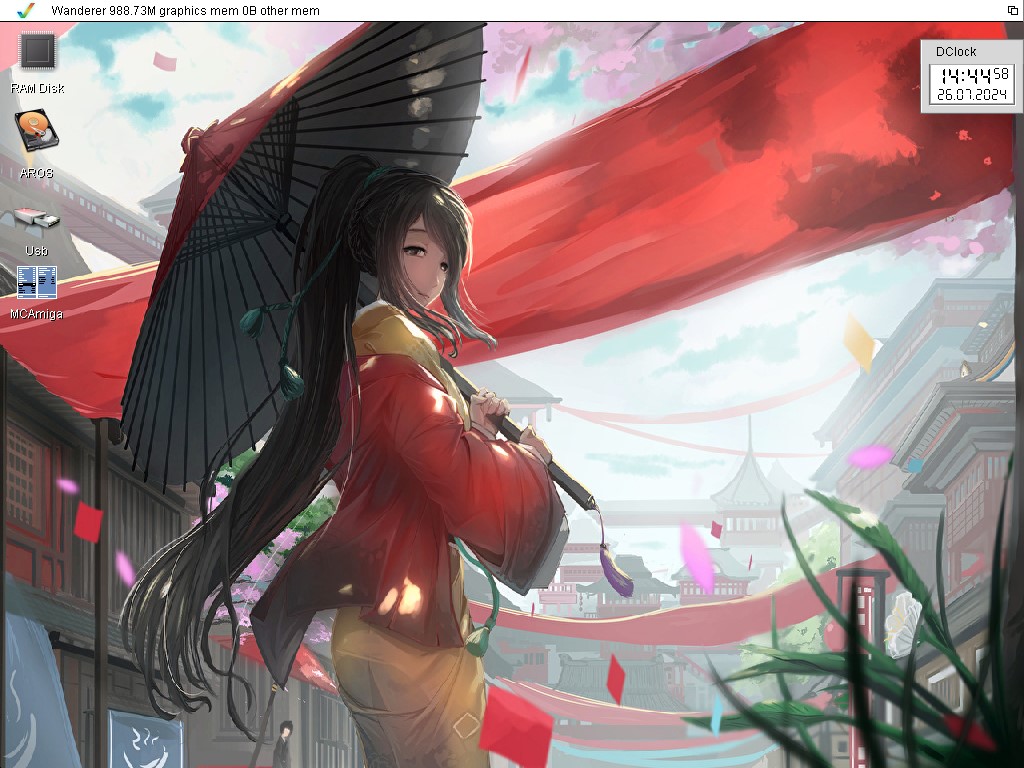 Wanderer 988.73M graphics mem 0B other mem
DClock
14:44 58
26.07.2024
RAM Disk
AROS
Usb
MCAmiga